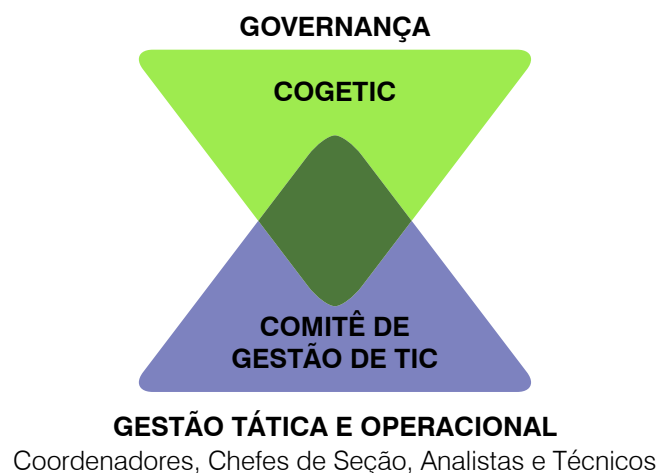 GOVERNANÇA
COGETIC
COMITÊ DE
GESTÃO DE TIC
GESTÃO TÁTICA E OPERACIONAL
Coordenadores, Chefes de Seção, Analistas e Técnicos